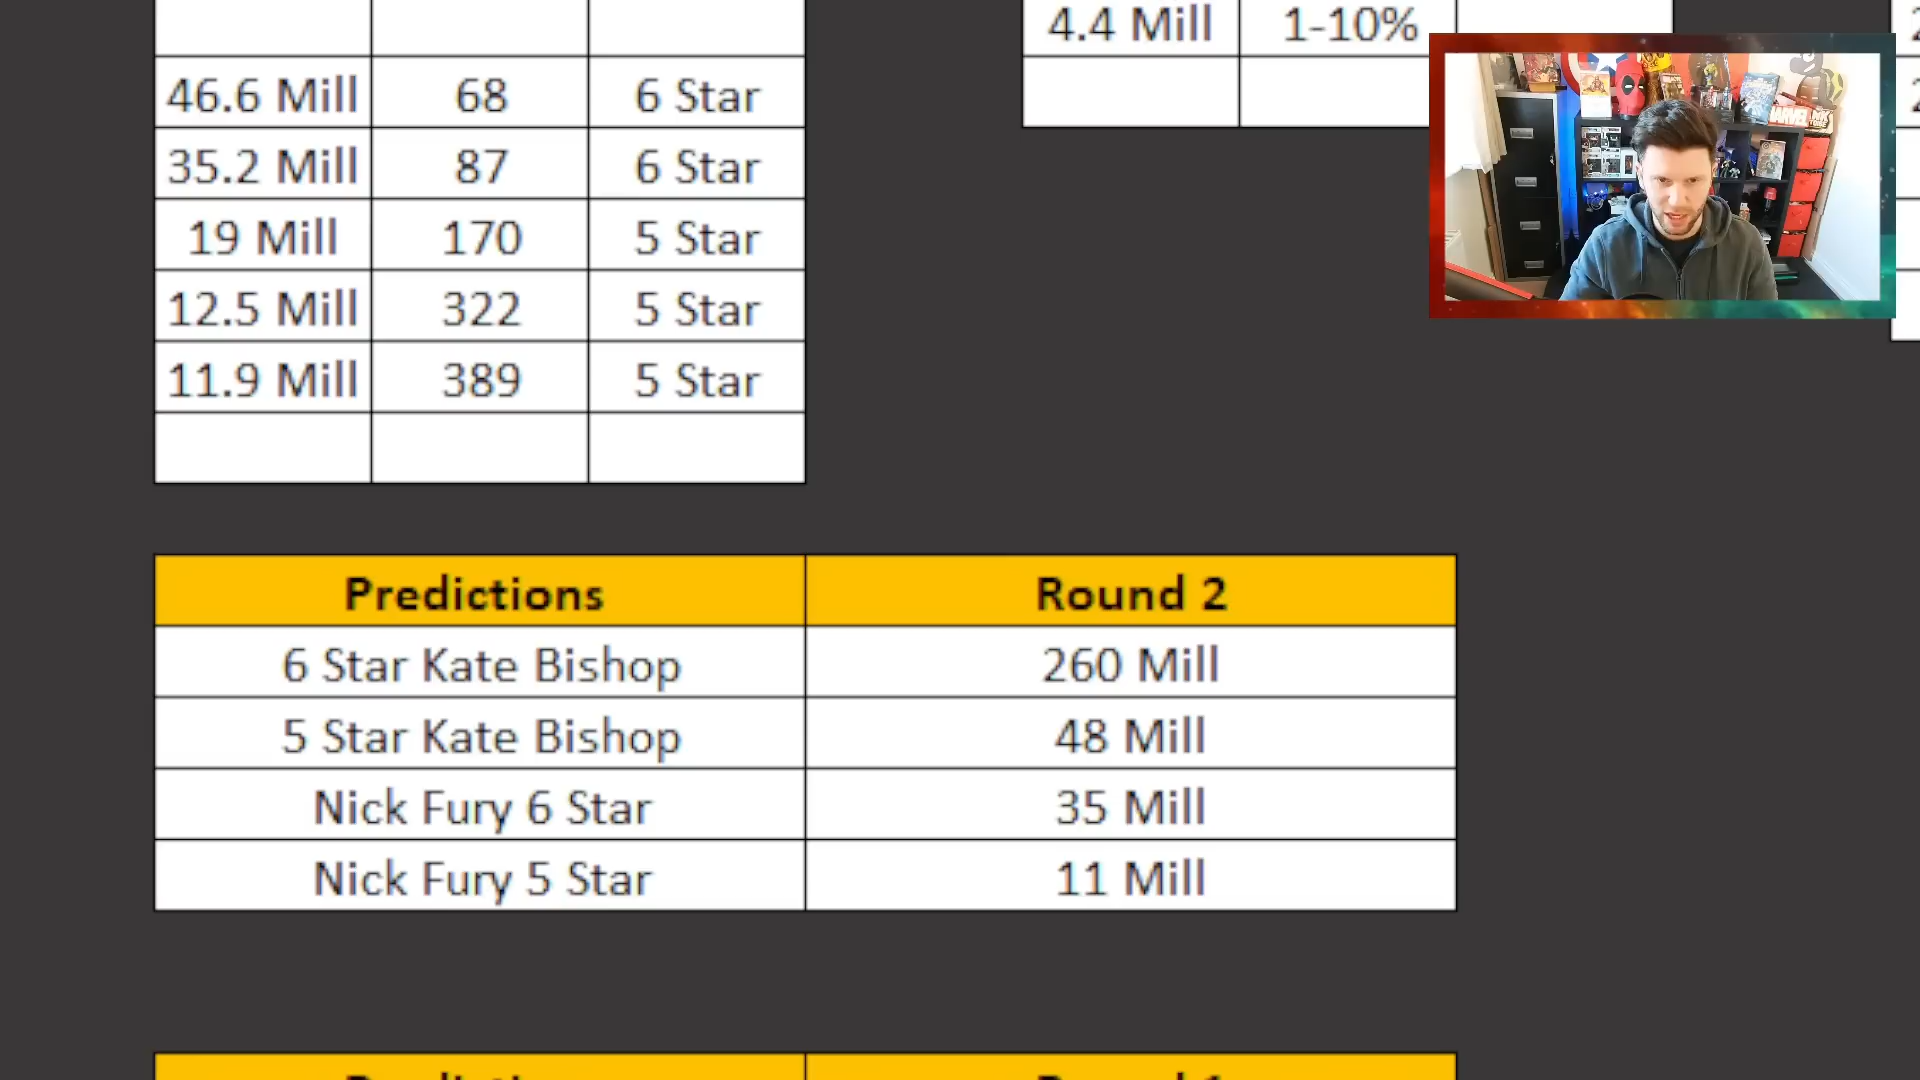 4.4 Mill 1-10%
46.6 Mill 68 6 Star
35.2 Mill 87 6 Star
19 Mill 170 5 Star
12.5 Mill 322 5 Star
11.9 Mill 389 5 Star
MARVEL
Predictions Round 2
6 Star Kate Bishop 260 Mill
5 Star Kate Bishop 48 Mill
Nick Fury 6 Star 35 Mill
Nick Fury 5 Star 11 Mill